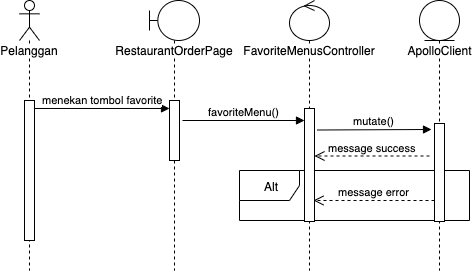 Pelanggan
RestaurantOrderPage
FavoriteMenusController
ApolloClient
menekan tombol favorite
favoriteMenu()
mutate()
message success
Alt
message error